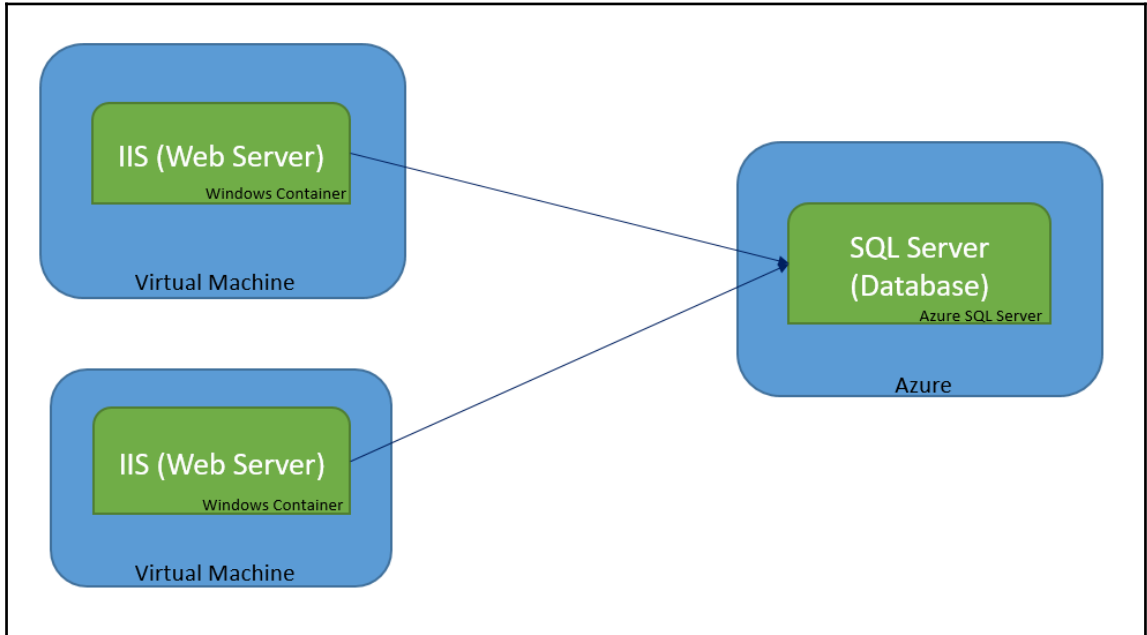 IIS (Web Server)
Windows Container
Virtual Machine
IIS (Web Server)
Windows Container
Virtual Machine
SQL Server
(Database)
Azure SQL Server
Azure